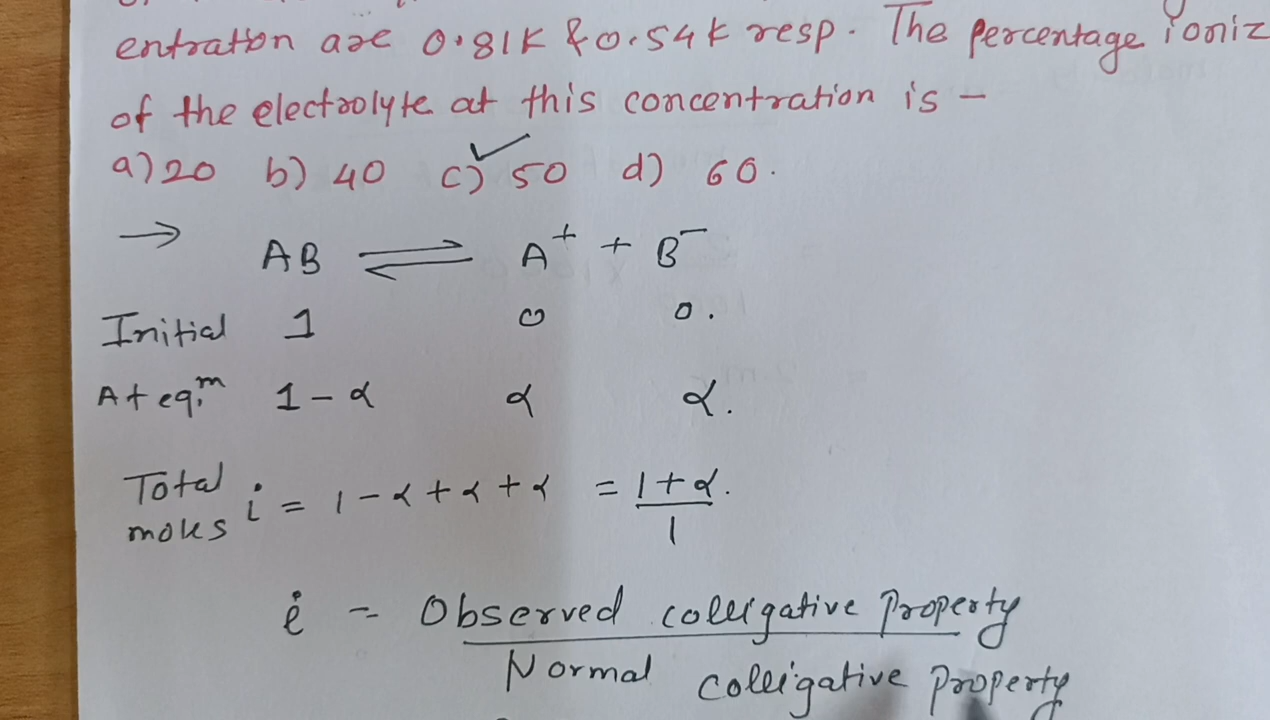 entration are 0.81K & 0.54K resp. The percentage ioniz
of the electrolyte at this concentration is –
a) 20 b) 40 c) ✓ 50 d) 60.
→ AB ⇌ A⁺ + B⁻
Initial 1 0 0.
At eqm. 1-α α α.
Total moles i = 1-α+α+α = 1+α. / 1
i = Observed colligative Property
Normal colligative property